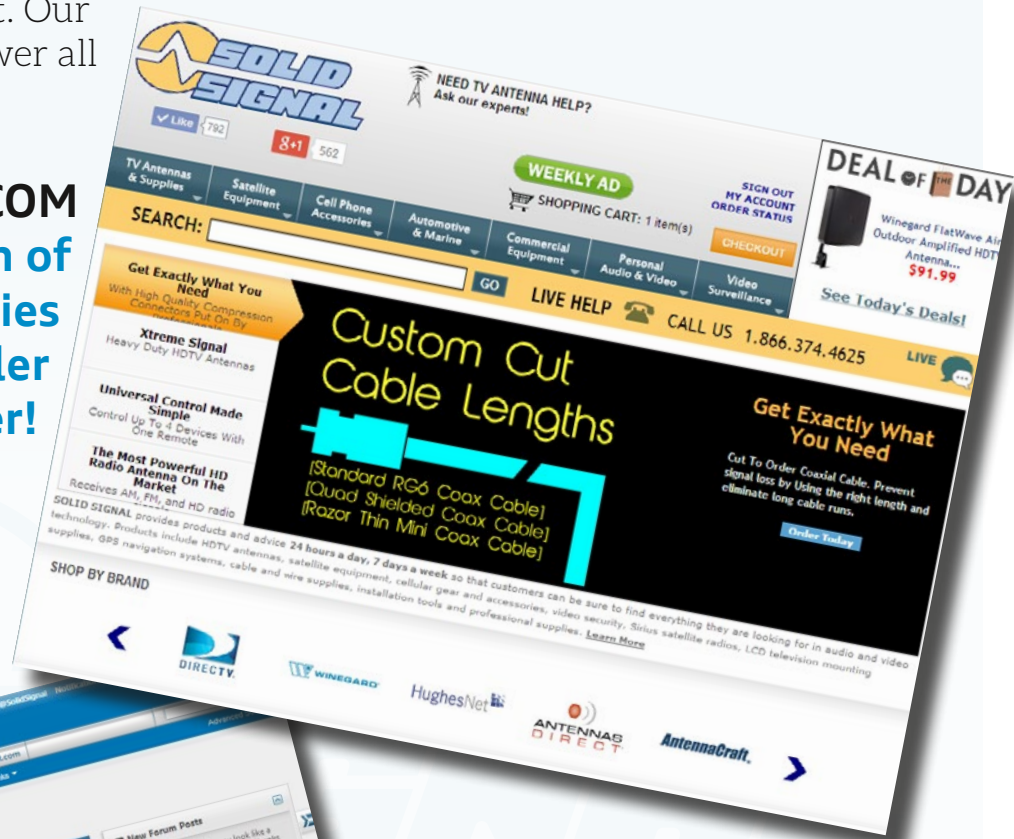 t. Our
wer all
COM
n of
ies
ler
er!
SOLID
SIGNAL
NEED TV ANTENNA HELP?
Ask our experts!
Like 792
g+1 562
WEEKLY AD
SHOPPING CART: 1 item(s)
SIGN OUT
MY ACCOUNT
ORDER STATUS
CHECKOUT
DEAL OF THE DAY
Winegard FlatWave Air
Outdoor Amplified HDTV
Antenna...
$91.99
See Today's Deals!
TV Antennas
& Supplies
Satellite
Equipment
Cell Phone
Accessories
Automotive
& Marine
Commercial
Equipment
Personal
Audio & Video
Video
Surveillance
SEARCH:
GO
LIVE HELP
CALL US 1.866.374.4625
LIVE
Get Exactly What You
Need
With High Quality Compression
Connectors Put On By
Professionals
Xtreme Signal
Heavy Duty HDTV Antennas
Universal Control Made
Simple
Control Up To 4 Devices With
One Remote
The Most Powerful HD
Radio Antenna On The
Market
Receives AM, FM, and HD radio
Custom Cut
Cable Lengths
[Standard RG6 Coax Cable]
[Quad Shielded Coax Cable]
[Razor Thin Mini Coax Cable]
Get Exactly What
You Need
Cut To Order Coaxial Cable. Prevent
signal loss by Using the right length and
eliminate long cable runs.
Order Today
SOLID SIGNAL provides products and advice 24 hours a day, 7 days a week so that customers can be sure to find everything they are looking for in audio and video
technology. Products include HDTV antennas, satellite equipment, cellular gear and accessories, video security, Sirius satellite radios, LCD television mounting
supplies, GPS navigation systems, cable and wire supplies, installation tools and professional supplies. Learn More
SHOP BY BRAND
DIRECTV.
WINEGARD
HughesNet
ANTENNAS
DIRECT
AntennaCraft
@SolidSignal
Advanced
.com
New Forum Posts
look like a